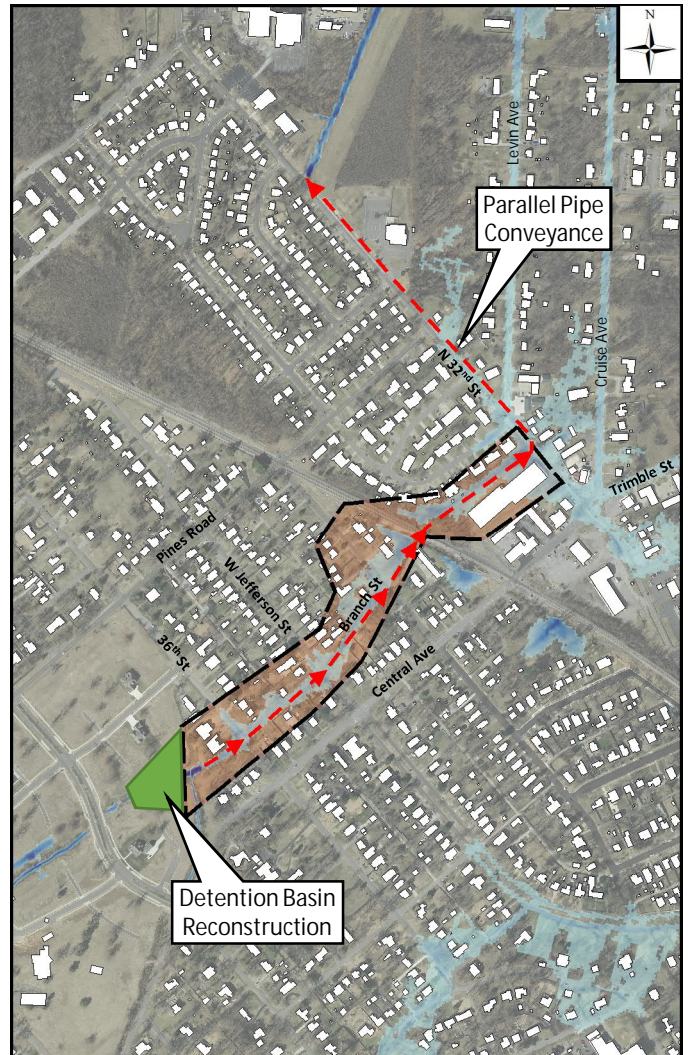 N
Levin Ave
Parallel Pipe
Conveyance
Cruise Ave
N 32nd St
Trimble St
Pines Road
W Jefferson St
Branch St
36th St
Central Ave
Detention Basin
Reconstruction